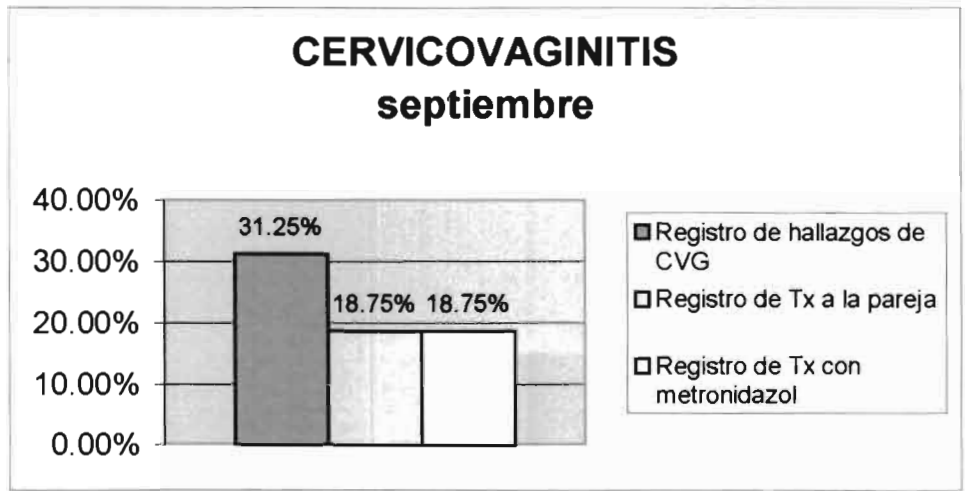 CERVICOVAGINITIS
septiembre
40.00%
30.00%
20.00%
10.00%
0.00%
31.25%
18.75%
18.75%
Registro de hallazgos de
CVG
Registro de Tx a la pareja
Registro de Tx con
metronidazol